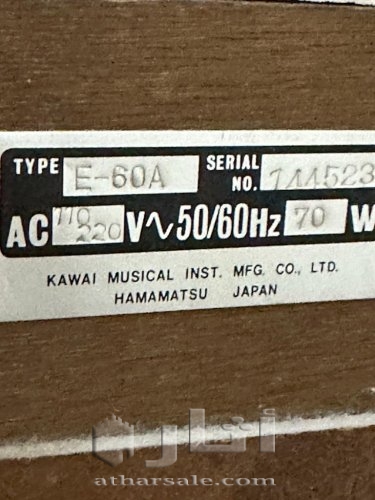 TYPE E-60A SERIAL NO. 144523
AC 110 220 V∿50/60Hz 70 W
KAWAI MUSICAL INST. MFG. CO., LTD.
HAMAMATSU JAPAN
أثار
atharsale.com